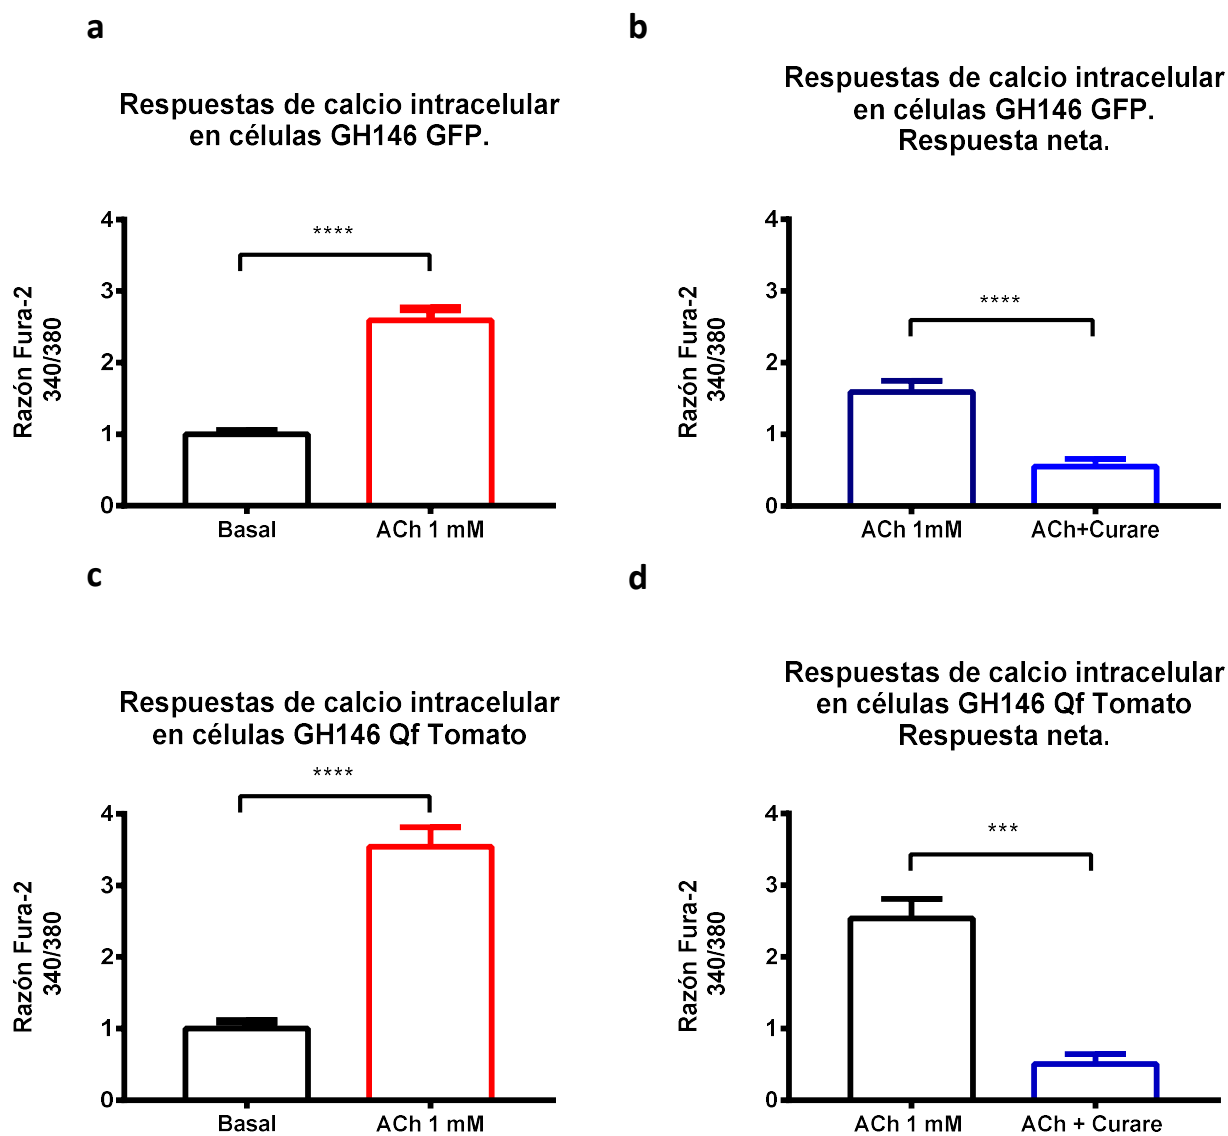 a
Respuestas de calcio intracelular
en células GH146 GFP.
****
Razón Fura-2
340/380
4
3
2
1
0
Basal
ACh 1 mM
b
Respuestas de calcio intracelular
en células GH146 GFP.
Respuesta neta.
****
Razón Fura-2
340/380
4
3
2
1
0
ACh 1mM
ACh+Curare
c
Respuestas de calcio intracelular
en células GH146 Qf Tomato
****
Razón Fura-2
340/380
4
3
2
1
0
Basal
ACh 1 mM
d
Respuestas de calcio intracelular
en células GH146 Qf Tomato
Respuesta neta.
***
Razón Fura-2
340/380
4
3
2
1
0
ACh 1 mM
ACh + Curare